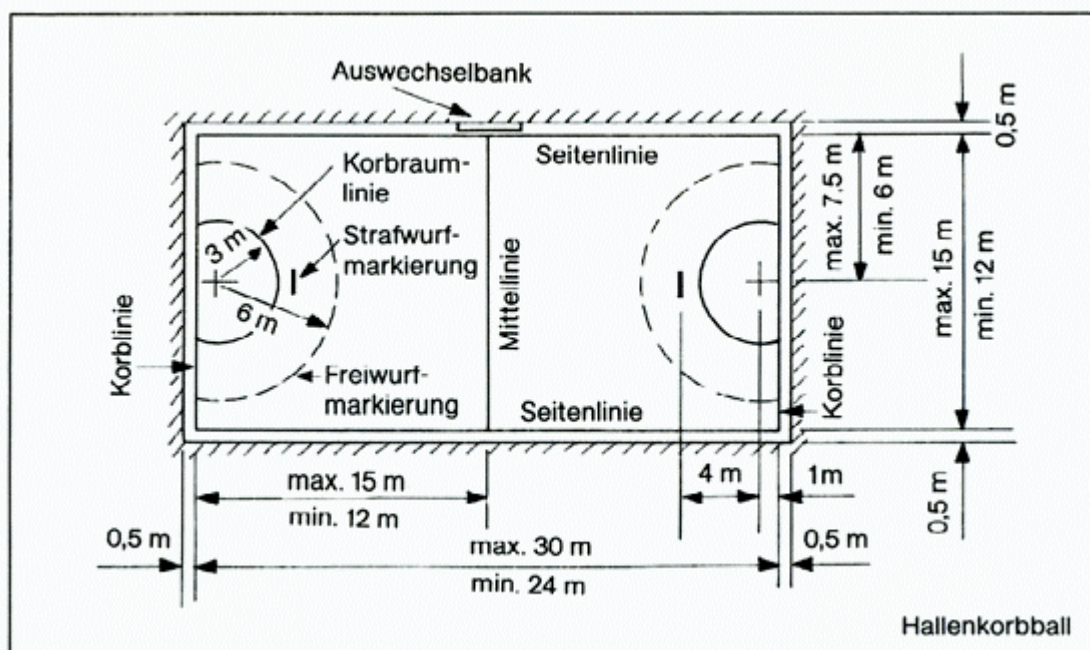 Auswechselbank
0,5 m
Seitenlinie
Korbraum-
linie
max. 7.5 m
min. 6 m
3 m
Strafwurf-
markierung
6 m
Mittellinie
max. 15 m
min. 12 m
Korblinie
Korblinie
Freiwurf-
markierung
Seitenlinie
4 m
1m
max. 15 m
min. 12 m
0,5 m
0,5 m
max. 30 m
min. 24 m
0,5 m
Hallenkorbball